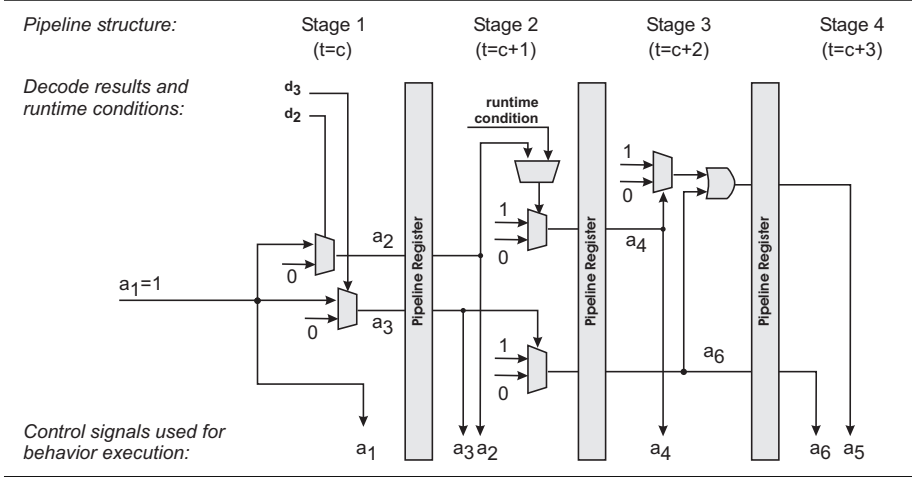 Pipeline structure: Stage 1 Stage 2 Stage 3 Stage 4
(t=c) (t=c+1) (t=c+2) (t=c+3)
Decode results and
runtime conditions:
d3
d2
runtime
condition
1
0
1
0
a4
a2
0
a1=1
a3
0
1
0
a6
Pipeline Register
Pipeline Register
Pipeline Register
Control signals used for
behavior execution:
a1 a3 a2 a4 a6 a5